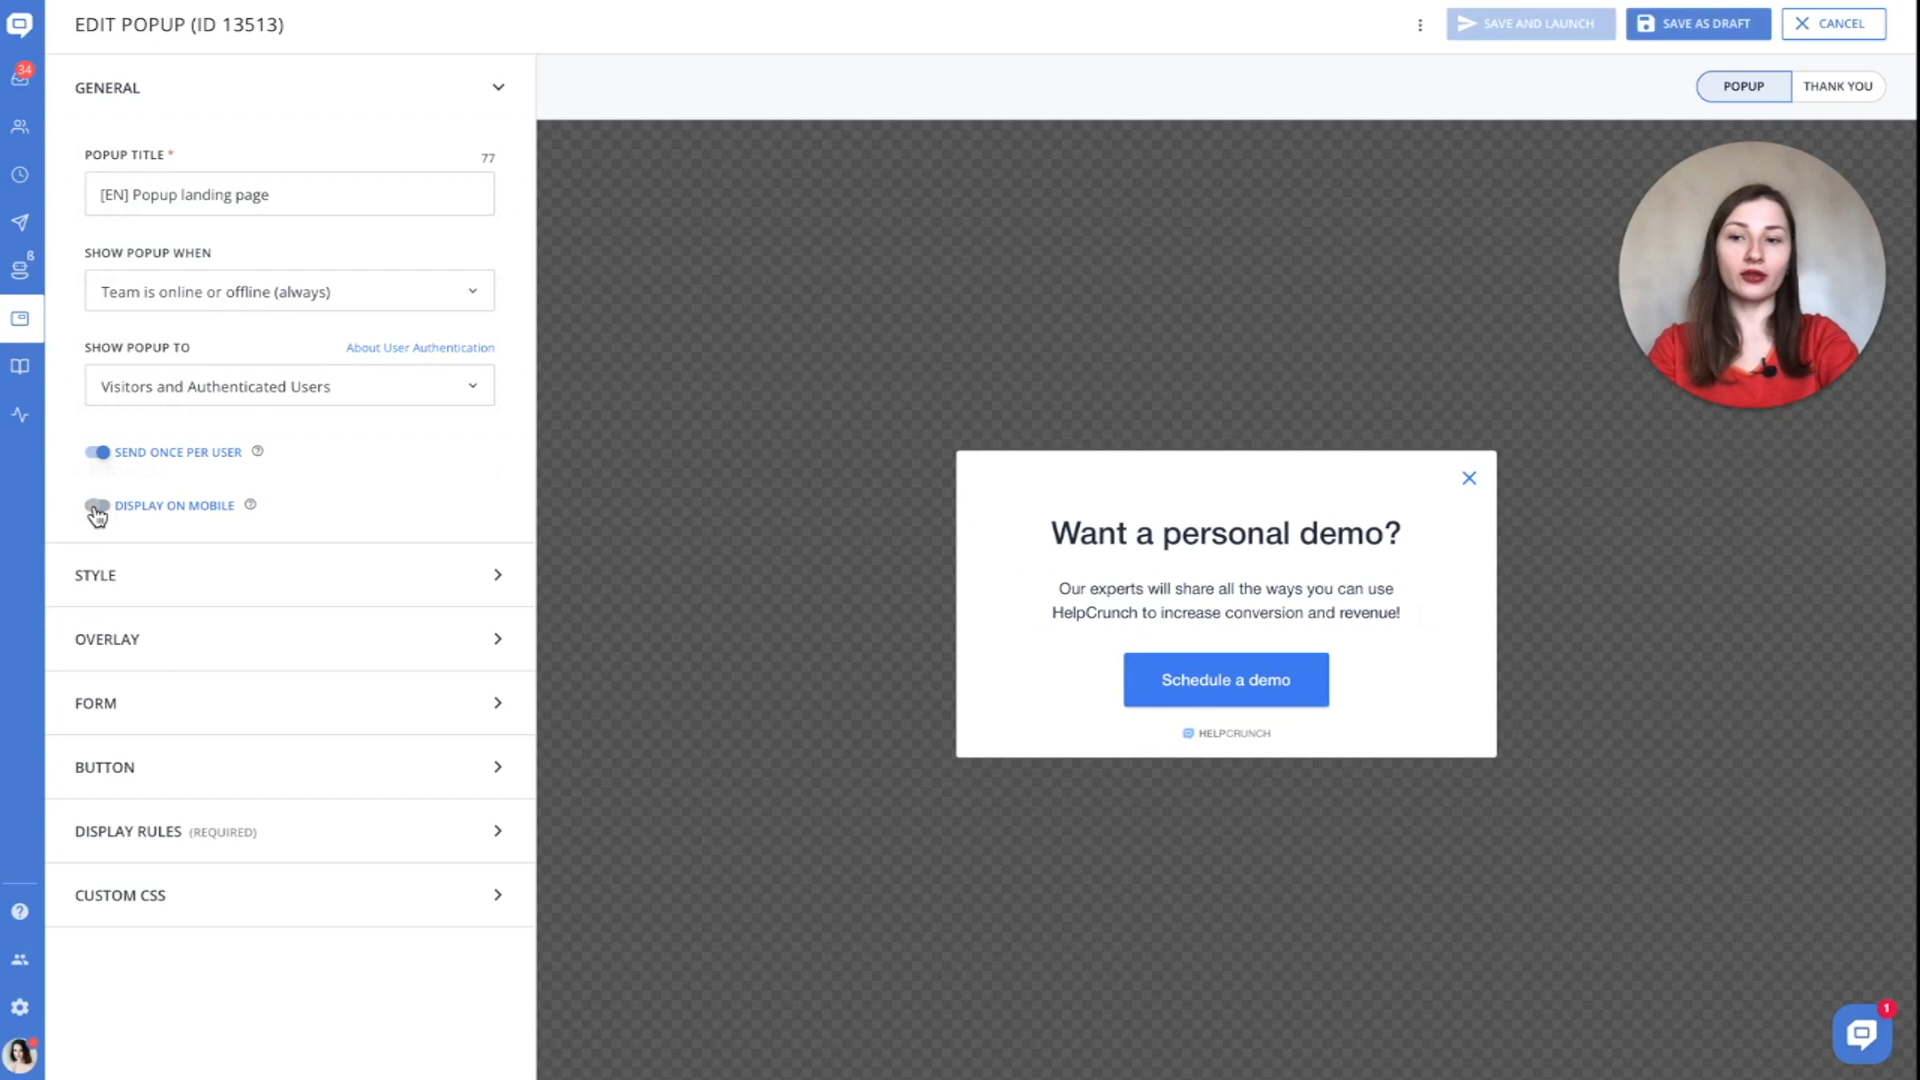 EDIT POPUP (ID 13513)
SAVE AND LAUNCH
SAVE AS DRAFT
CANCEL
34
GENERAL
POPUP
THANK YOU
POPUP TITLE *
77
[EN] Popup landing page
SHOW POPUP WHEN
Team is online or offline (always)
ß
SHOW POPUP TO
About User Authentication
Visitors and Authenticated Users
SEND ONCE PER USER
DISPLAY ON MOBILE
STYLE
OVERLAY
FORM
BUTTON
DISPLAY RULES (REQUIRED)
CUSTOM CSS
Want a personal demo?
Our experts will share all the ways you can use
HelpCrunch to increase conversion and revenue!
Schedule a demo
HELPCRUNCH
1